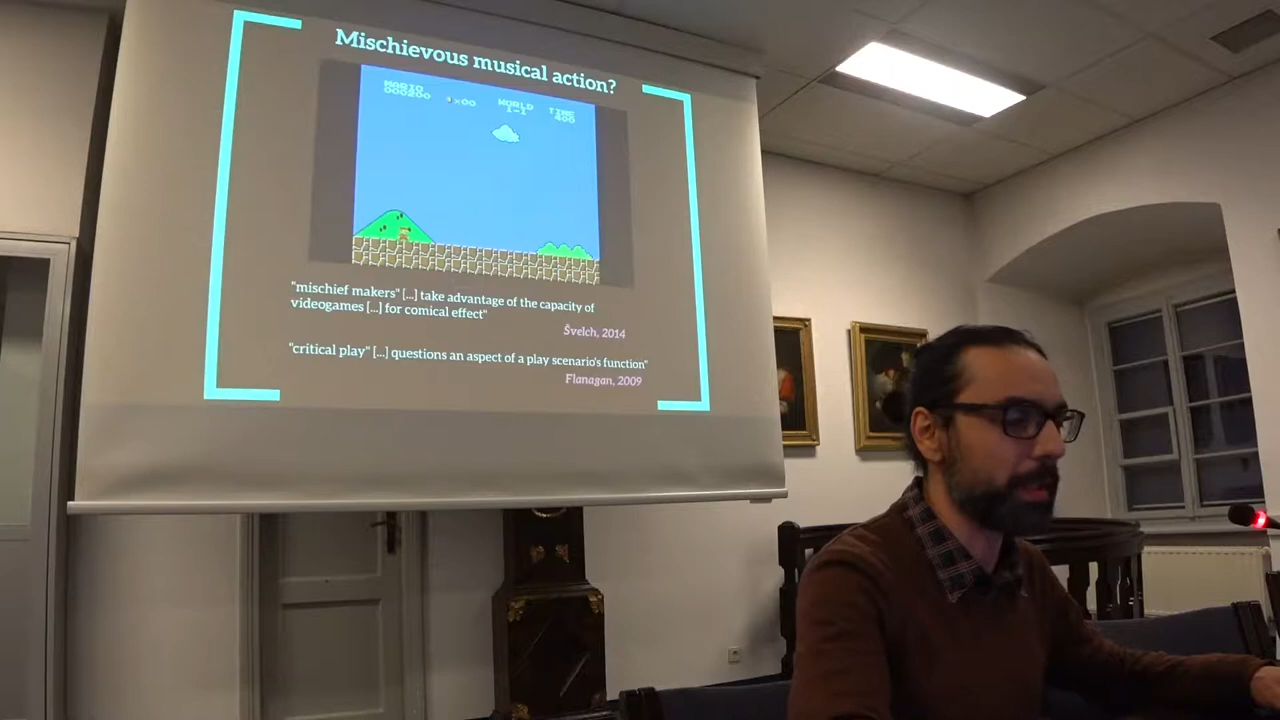 Mischievous musical action?
MARIO
000200
×00
WORLD
1-1
TIME
400
"mischief makers" [...] take advantage of the capacity of
videogames [...] for comical effect"
Švelch, 2014
"critical play" [...] questions an aspect of a play scenario's function"
Flanagan, 2009